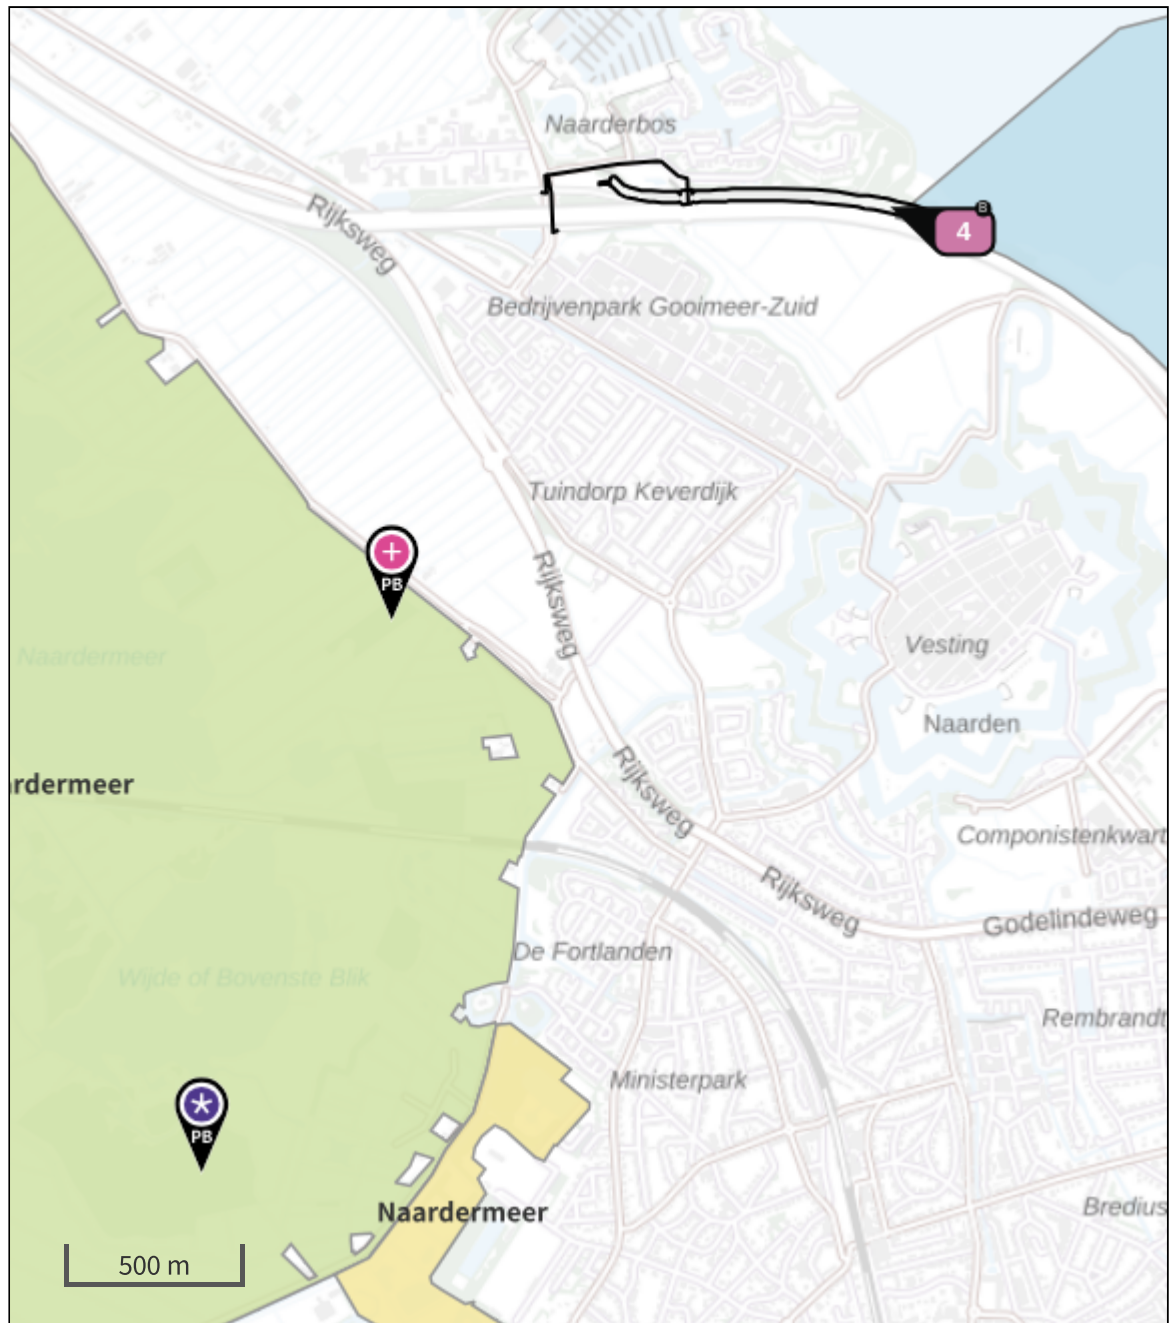 Naarderbos
B
4
Rijksweg
Bedrijvenpark Gooimeer-Zuid
Tuindorp Keverdijk
+
PB
Rijksweg
Vesting
Naardermeer
Naarden
ardermeer
Rijksweg
Componistenkwart
Rijksweg
Godelindeweg
De Fortlanden
Wijde of Bovenste Blik
Rembrandt
Ministerpark
*
PB
Naardermeer
Bredius
500 m